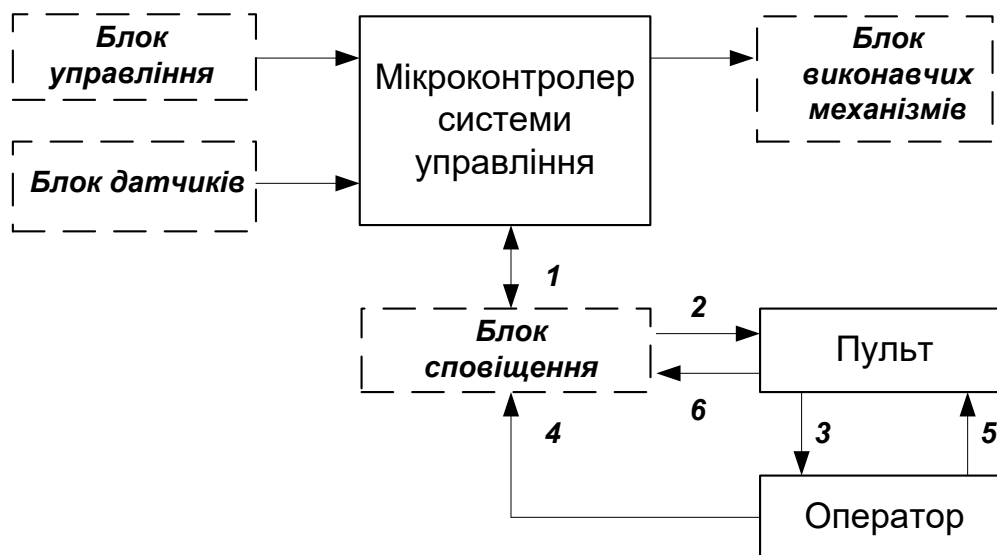 Блок
управління
Мікроконтролер
системи
управління
Блок
виконавчих
механізмів
Блок датчиків
1
Блок
сповіщення
2
Пульт
6
4
3
5
Оператор